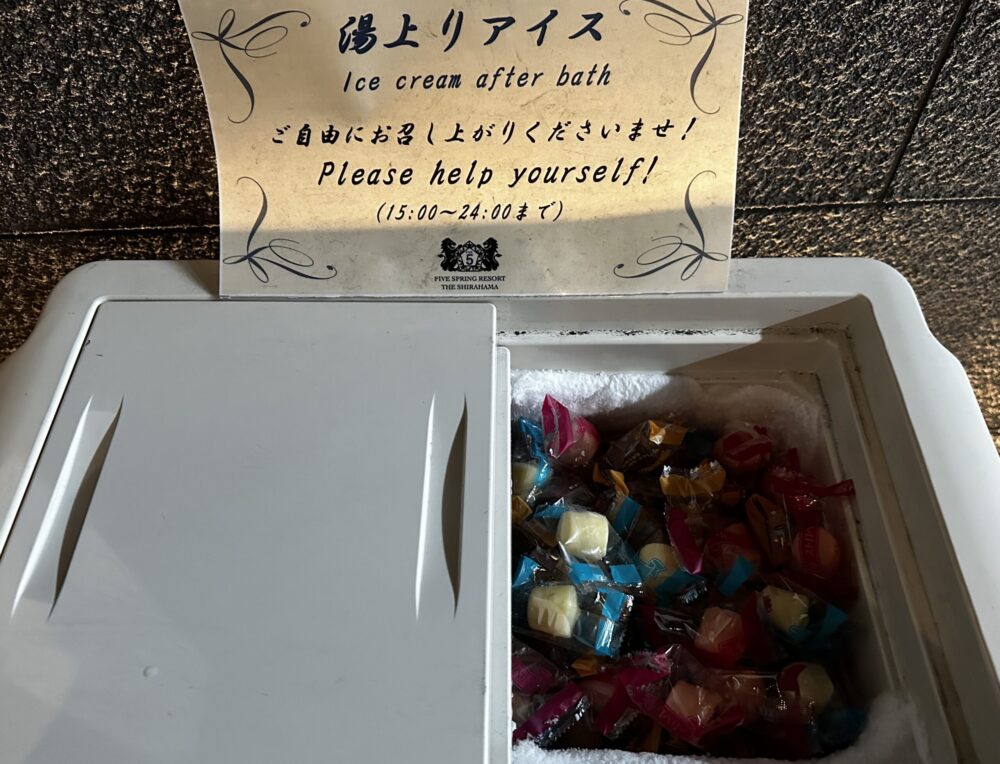 湯上りアイス
Ice cream after bath
ご自由にお召し上がりくださいませ！
Please help yourself!
(15:00～24:00まで)
5
FIVE SPRING RESORT
THE SHIRAHAMA